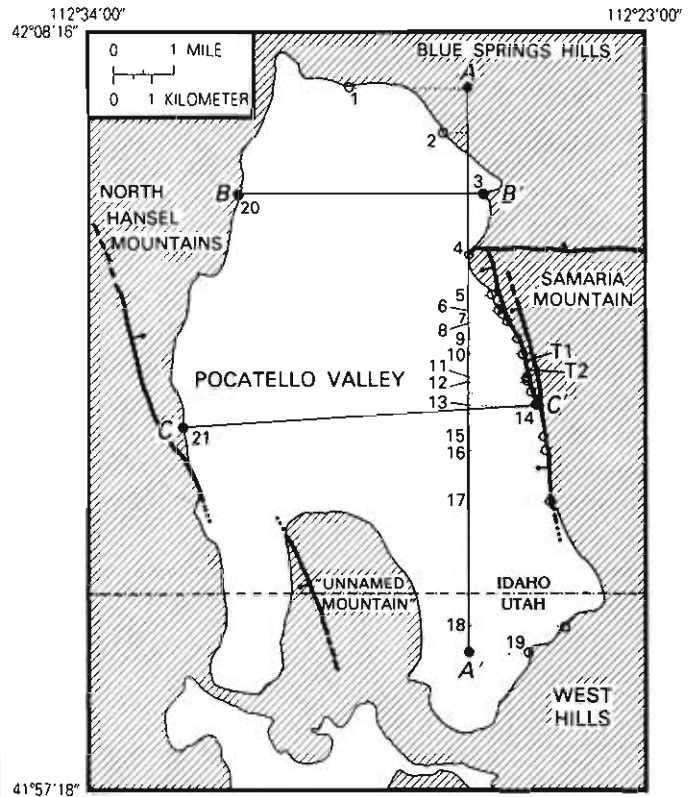 112°34'00"
112°23'00"
42°08'16"
0 1 MILE
0 1 KILOMETER
BLUE SPRINGS HILLS
A
1
2
NORTH
HANSEL
MOUNTAINS
B
20
3
B'
4
SAMARIA
MOUNTAIN
5
6
7
8
9
10
T1
T2
POCATELLO VALLEY
11
12
13
14
C'
C
21
15
16
17
"UNNAMED
MOUNTAIN"
IDAHO
UTAH
18
19
A'
WEST
HILLS
41°57'18"